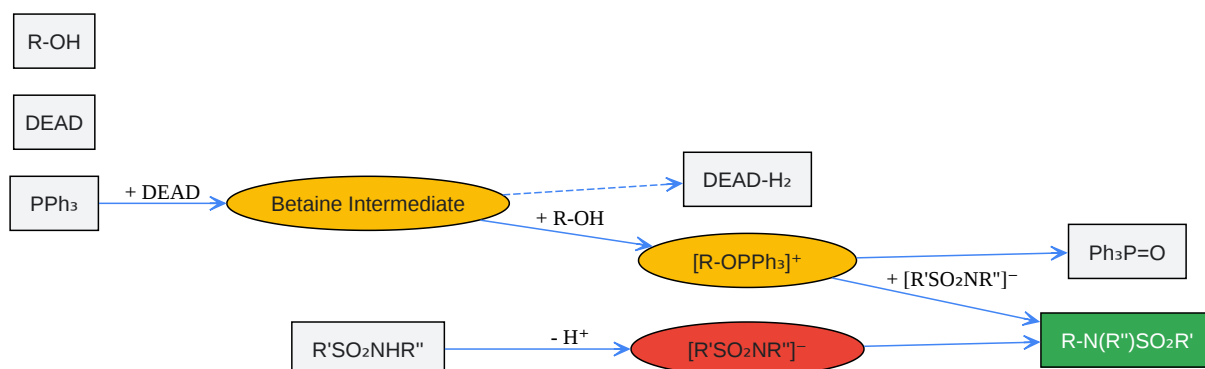 R-OH
DEAD
PPh₃
+ DEAD
Betaine Intermediate
DEAD-H₂
+ R-OH
[R-OPPh₃]⁺
Ph₃P=O
+ [R'SO₂NR"]⁻
R'SO₂NHR"
- H⁺
[R'SO₂NR"]⁻
R-N(R")SO₂R'